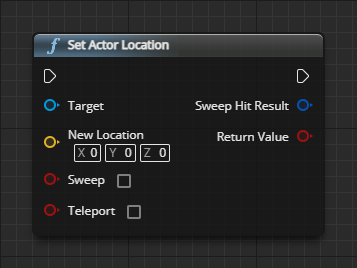 f Set Actor Location
Target
Sweep Hit Result
New Location
X 0 Y 0 Z 0
Return Value
Sweep
Teleport